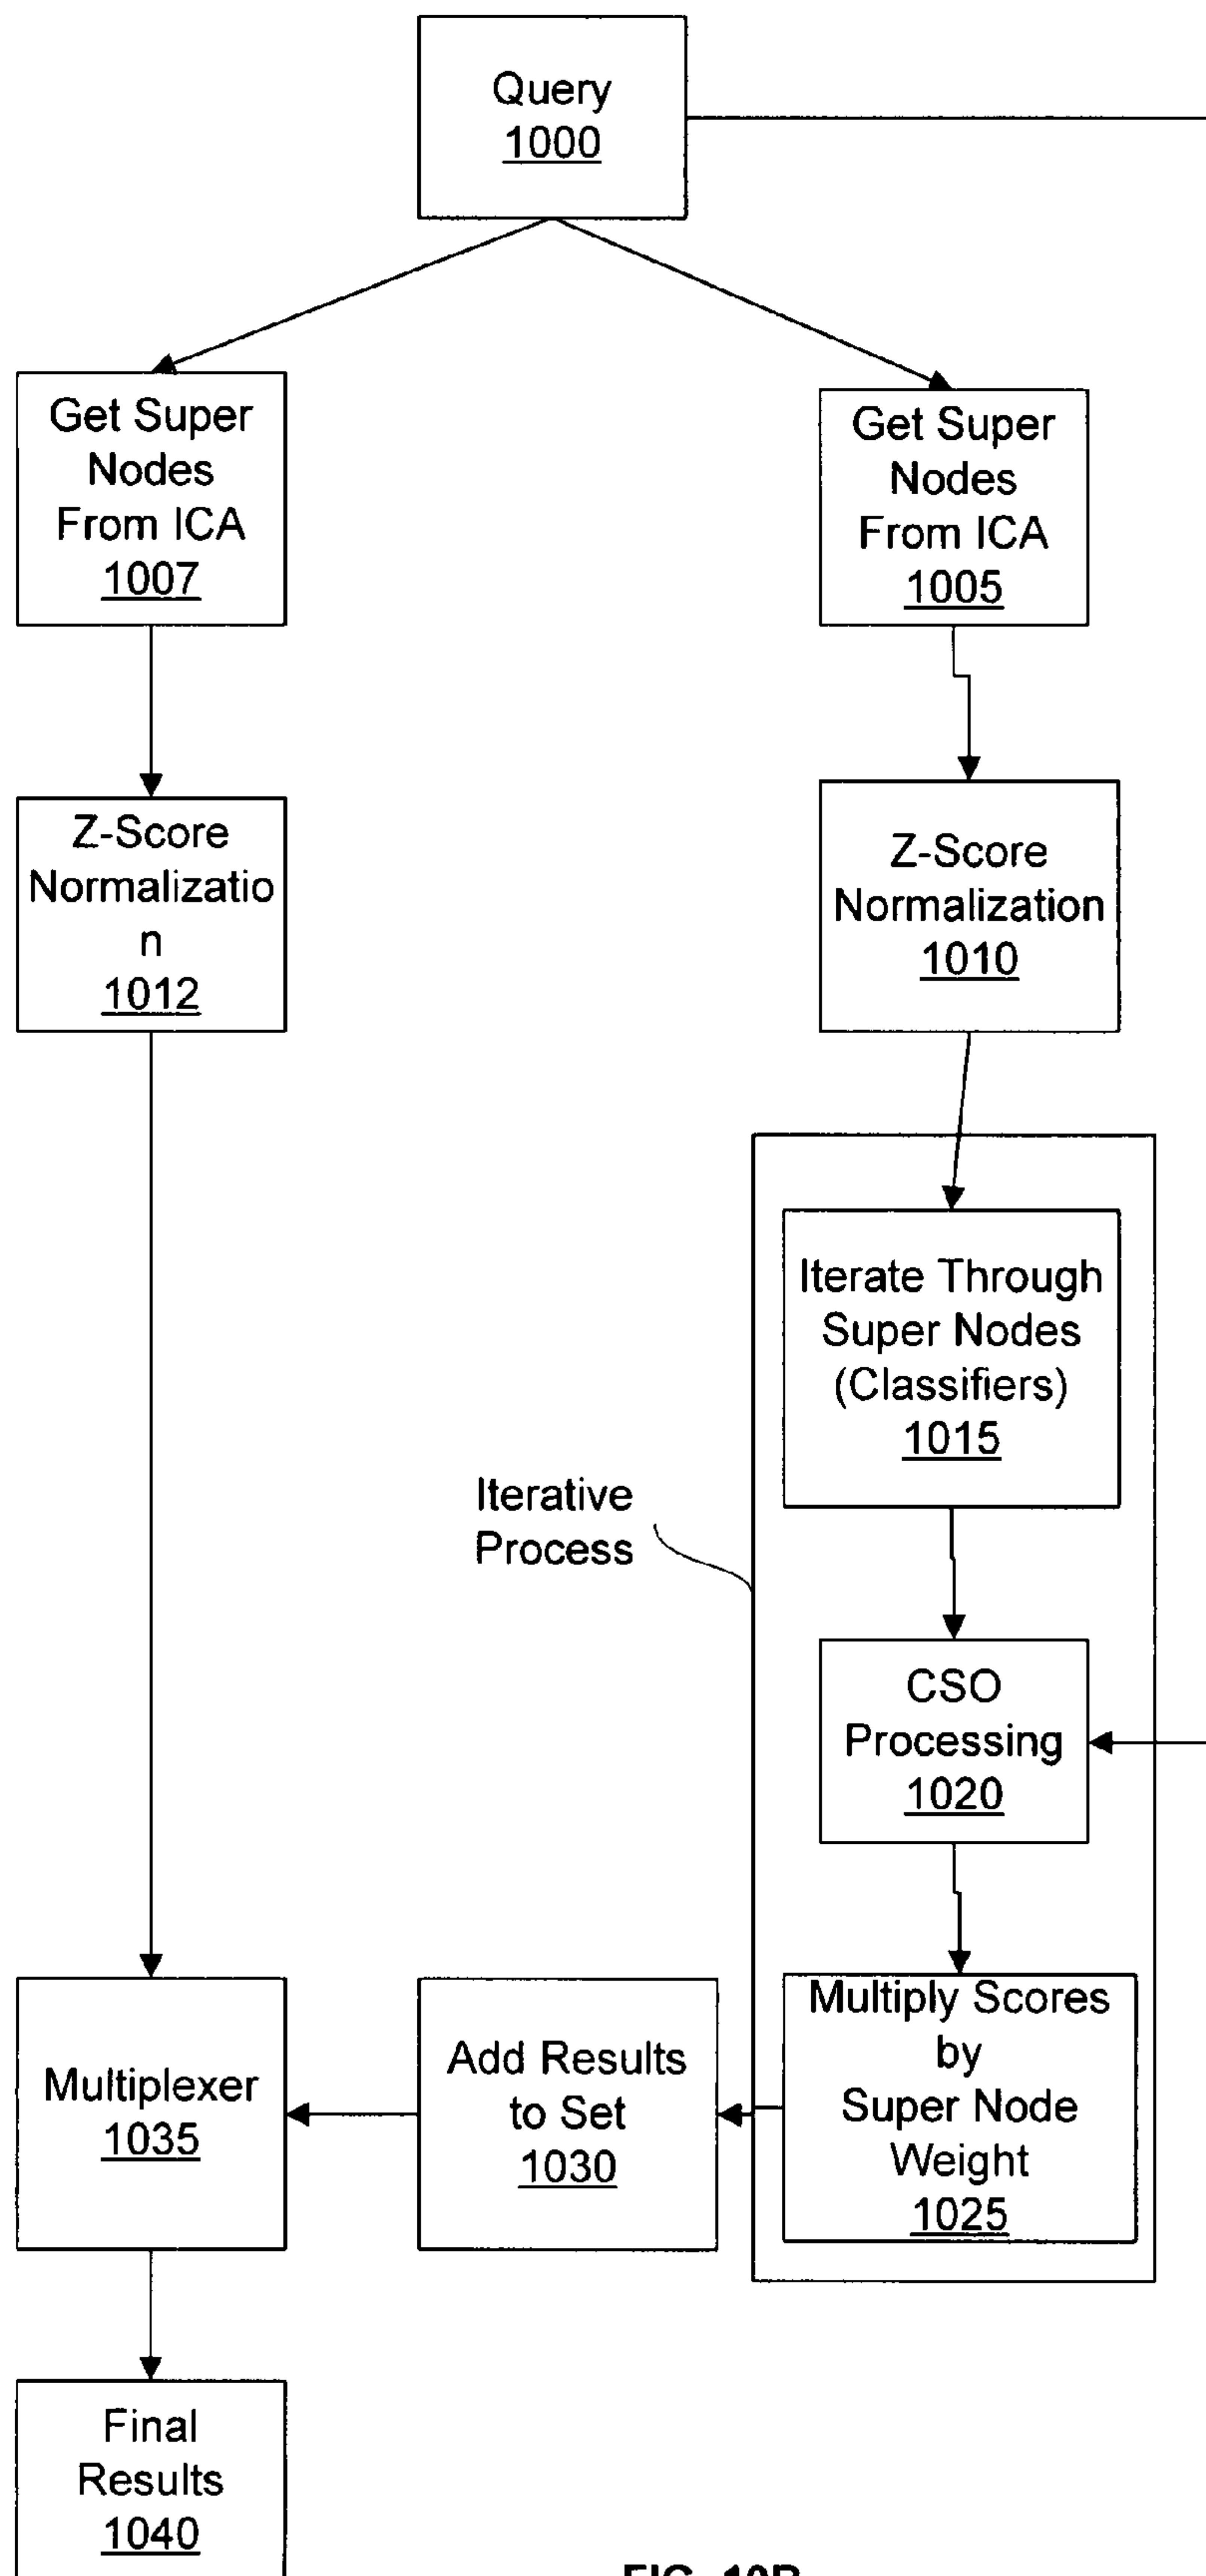 Query
1000
Get Super
Nodes
From ICA
1007
Get Super
Nodes
From ICA
1005
Z-Score
Normalizatio
n
1012
Z-Score
Normalization
1010
Iterate Through
Super Nodes
(Classifiers)
1015
Iterative
Process
CSO
Processing
1020
Multiply Scores
by
Super Node
Weight
1025
Add Results
to Set
1030
Multiplexer
1035
Final
Results
1040
FIG. 10B